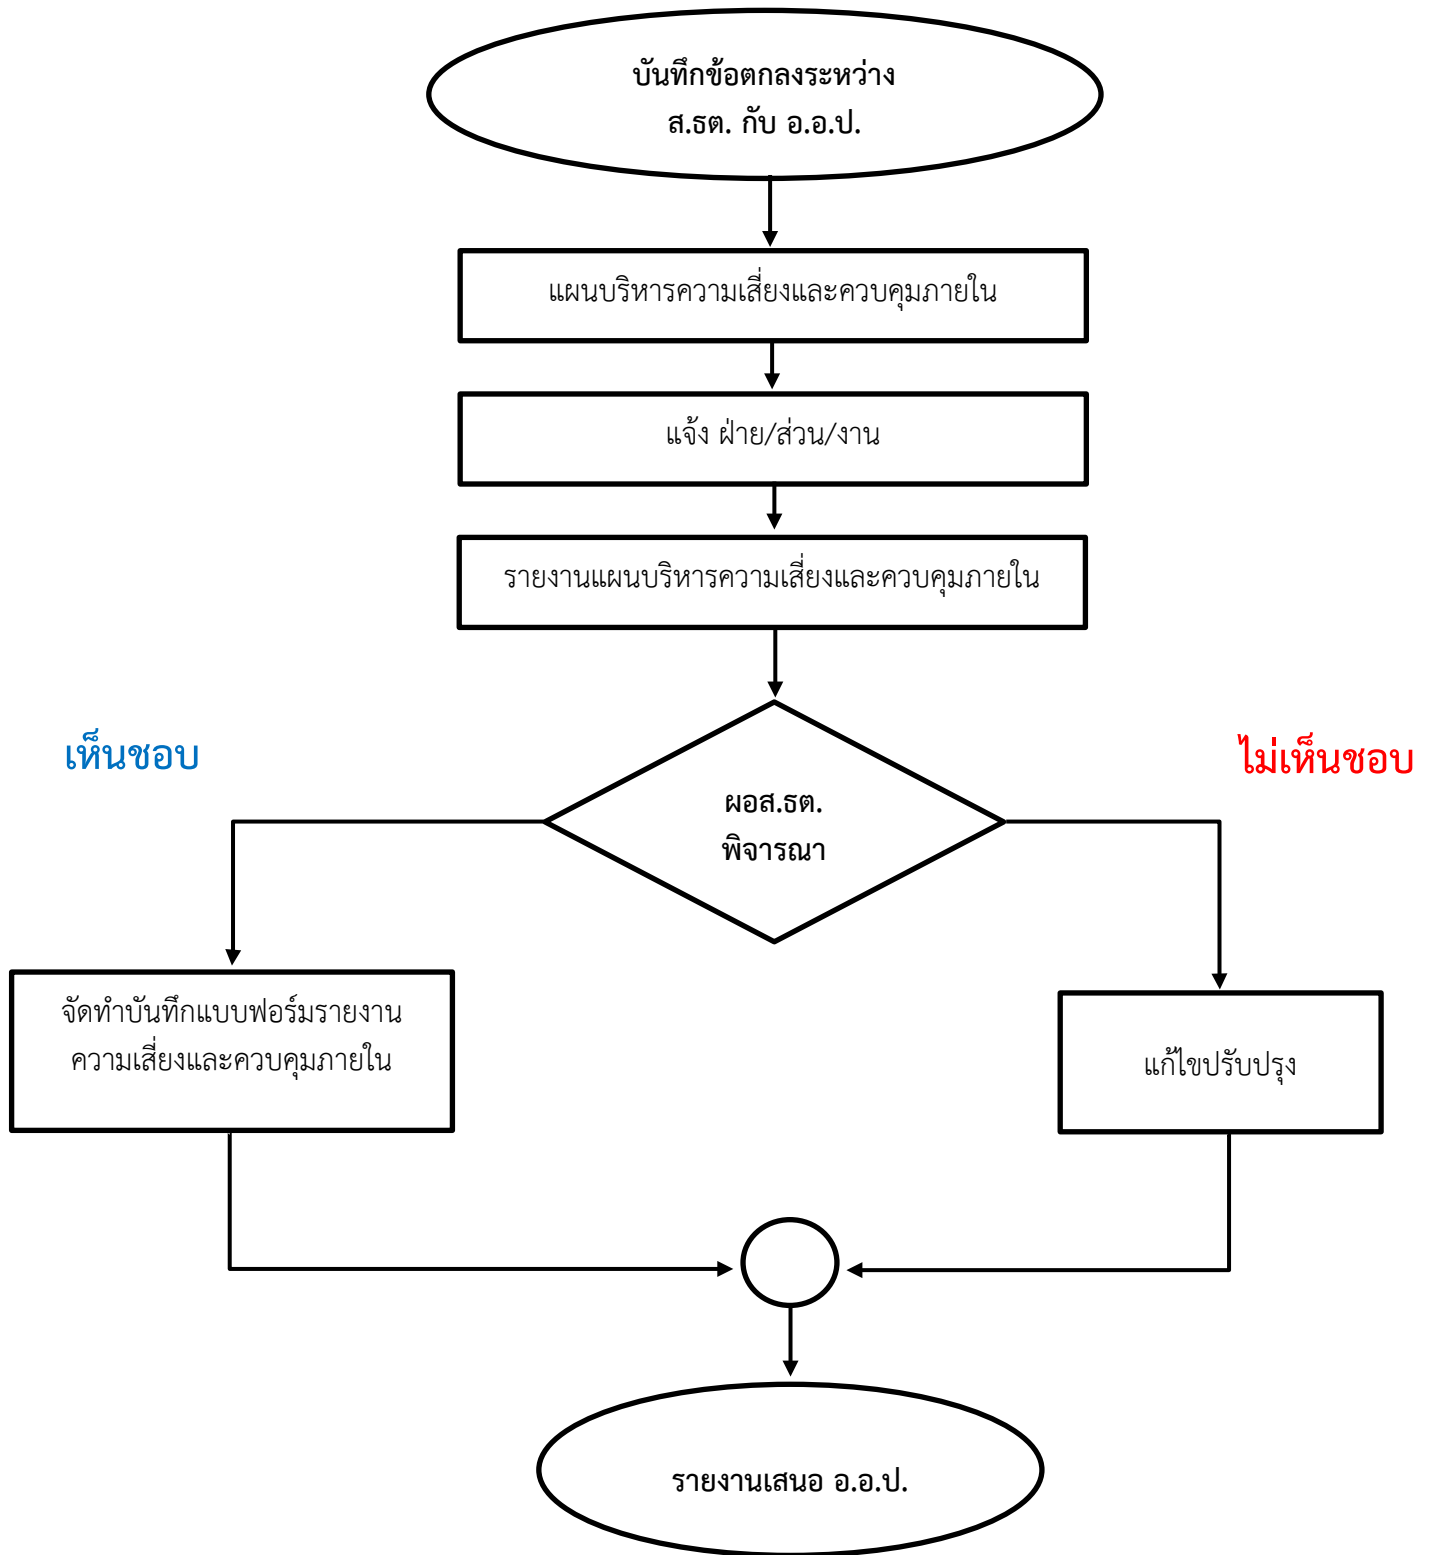 บันทึกข้อตกลงระหว่าง
ส.ธต. กับ อ.อ.ป.
แผนบริหารความเสี่ยงและควบคุมภายใน
แจ้ง ฝ่าย/ส่วน/งาน
รายงานแผนบริหารความเสี่ยงและควบคุมภายใน
เห็นชอบ
ไม่เห็นชอบ
ผอส.ธต.
พิจารณา
จัดทำบันทึกแบบฟอร์มรายงาน
ความเสี่ยงและควบคุมภายใน
แก้ไขปรับปรุง
รายงานเสนอ อ.อ.ป.